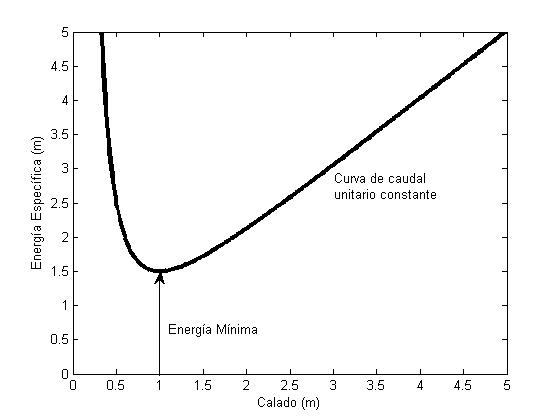 5
4.5
4
3.5
3
2.5
2
1.5
1
0.5
0
Energía Específica (m)
Curva de caudal
unitario constante
Energía Mínima
0 0.5 1 1.5 2 2.5 3 3.5 4 4.5 5
Calado (m)